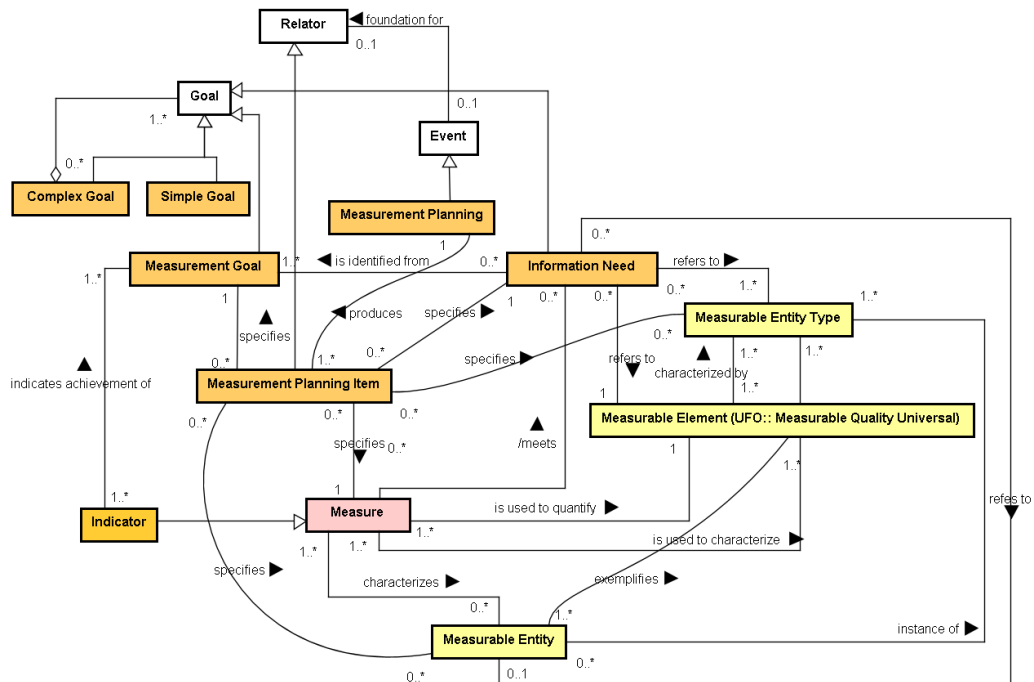 ◀ foundation for
Relator
0..1
Goal
1..*
0..1
Event
0..*
Complex Goal
Simple Goal
Measurement Planning
0..*
1
1..*
Measurement Goal
1..*
◀ is identified from
0..*
Information Need
refers to ▶
1
1
0..*
0..*
0..*
1..*
1..*
▲
specifies
◀ produces
specifies ▶
Measurable Entity Type
0..*
▲
indicates achievement of
0..*
1..*
0..*
specifies ▶
refers to
▼
▲
characterized by
1..*
1..*
Measurement Planning Item
1..*
1
0..*
0..*
0..*
Measurable Element (UFO:: Measurable Quality Universal)
specifies
▼
0..*
▲
/meets
1
1..*
1..*
1
Indicator
Measure
is used to quantify ▶
refers to
▼
1..*
1..*
1..*
is used to characterize ▶
specifies ▶
characterizes ▶
exemplifies ▶
0..*
1..*
Measurable Entity
instance of ▶
0..*
0..1
0..*